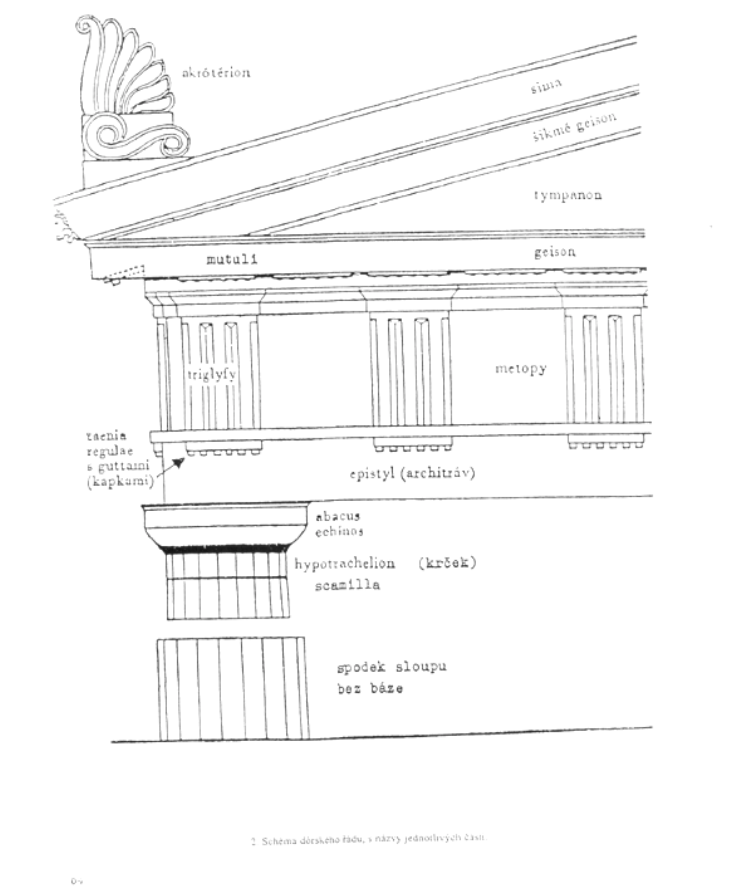 akrótérion
sima
šikmé geison
tympanon
mutuli
geison
triglyfy
metopy
taenia
regulae
s guttami
(kapkami)
epistyl (architráv)
abacus
echinos
hypotrachelion (krček)
scamilla
spodek sloupu
bez báze
2. Schéma dórského řádu, s názvy jednotlivých částí.